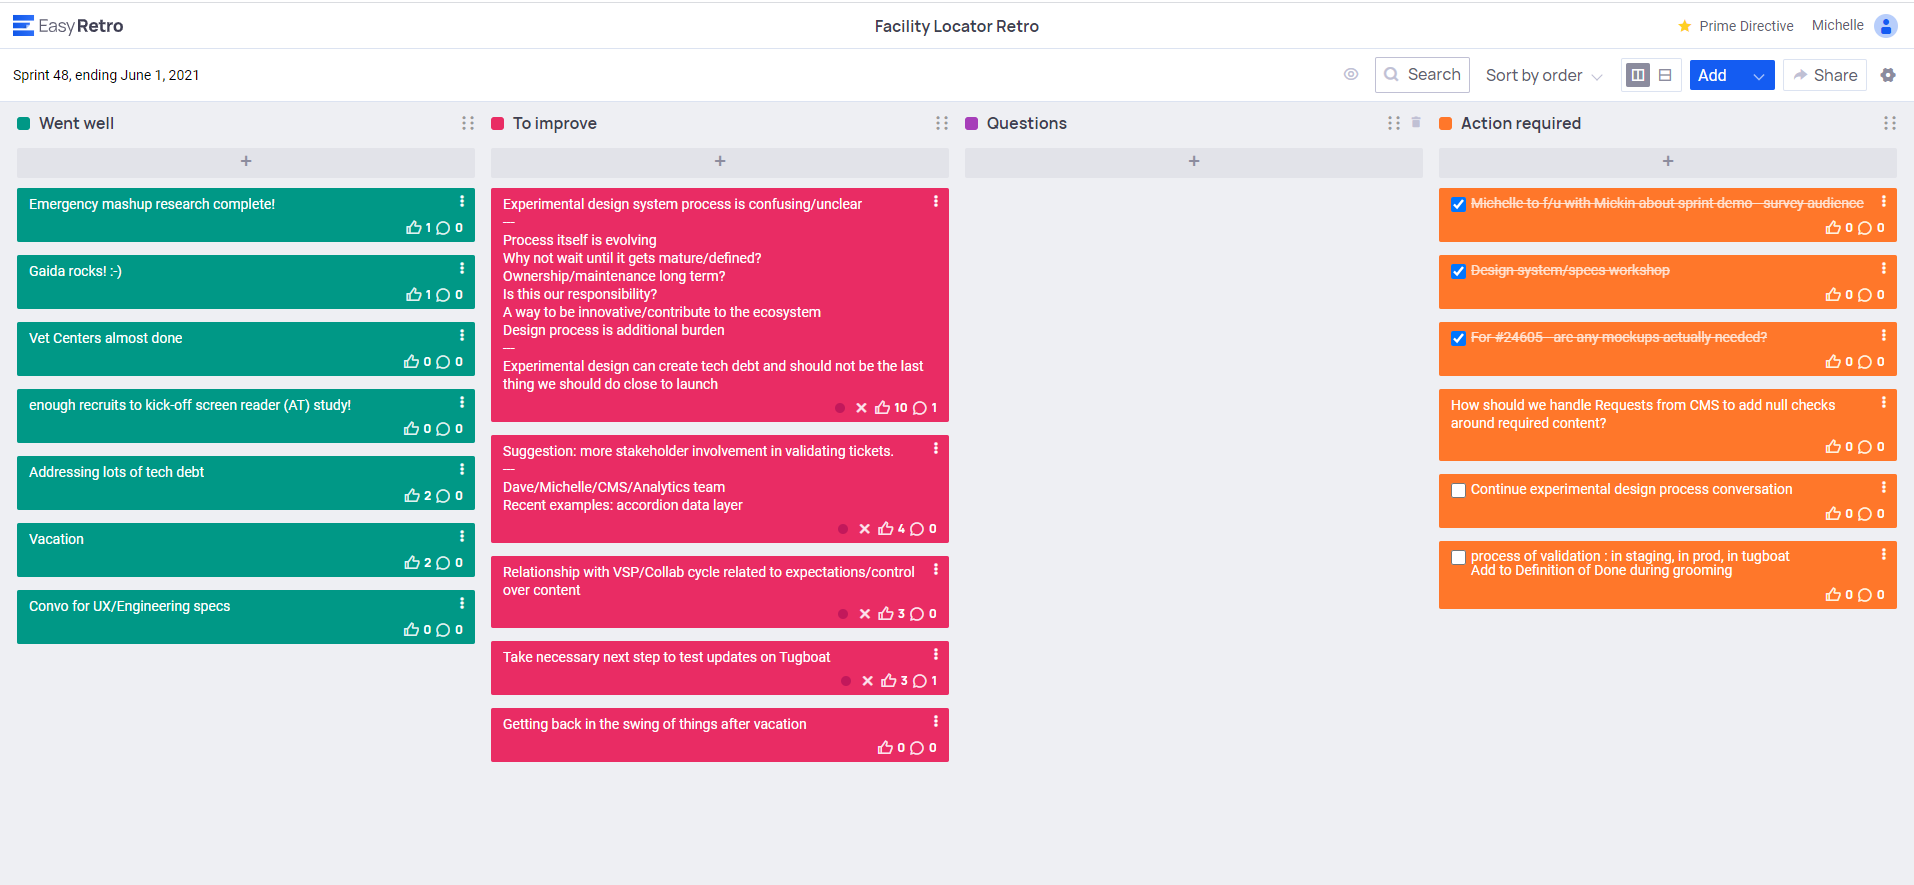 EasyRetro
Facility Locator Retro
Prime Directive
Michelle
Sprint 48, ending June 1, 2021
Search
Sort by order
Add
Share
Went well
+
Emergency mashup research complete!
1 0
Gaida rocks! :-)
1 0
Vet Centers almost done
0 0
enough recruits to kick-off screen reader (AT) study!
0 0
Addressing lots of tech debt
2 0
Vacation
2 0
Convo for UX/Engineering specs
0 0
To improve
+
Experimental design system process is confusing/unclear
—
Process itself is evolving
Why not wait until it gets mature/defined?
Ownership/maintenance long term?
Is this our responsibility?
A way to be innovative/contribute to the ecosystem
Design process is additional burden
—
Experimental design can create tech debt and should not be the last
thing we should do close to launch
10 1
Suggestion: more stakeholder involvement in validating tickets.
—
Dave/Michelle/CMS/Analytics team
Recent examples: accordion data layer
4 0
Relationship with VSP/Collab cycle related to expectations/control
over content
3 0
Take necessary next step to test updates on Tugboat
3 1
Getting back in the swing of things after vacation
0 0
Questions
+
Action required
+
Michelle to f/u with Mickin about sprint demo - survey audience
0 0
Design system/specs workshop
0 0
For #24605 - are any mockups actually needed?
0 0
How should we handle Requests from CMS to add null checks
around required content?
0 0
Continue experimental design process conversation
0 0
process of validation : in staging, in prod, in tugboat
Add to Definition of Done during grooming
0 0